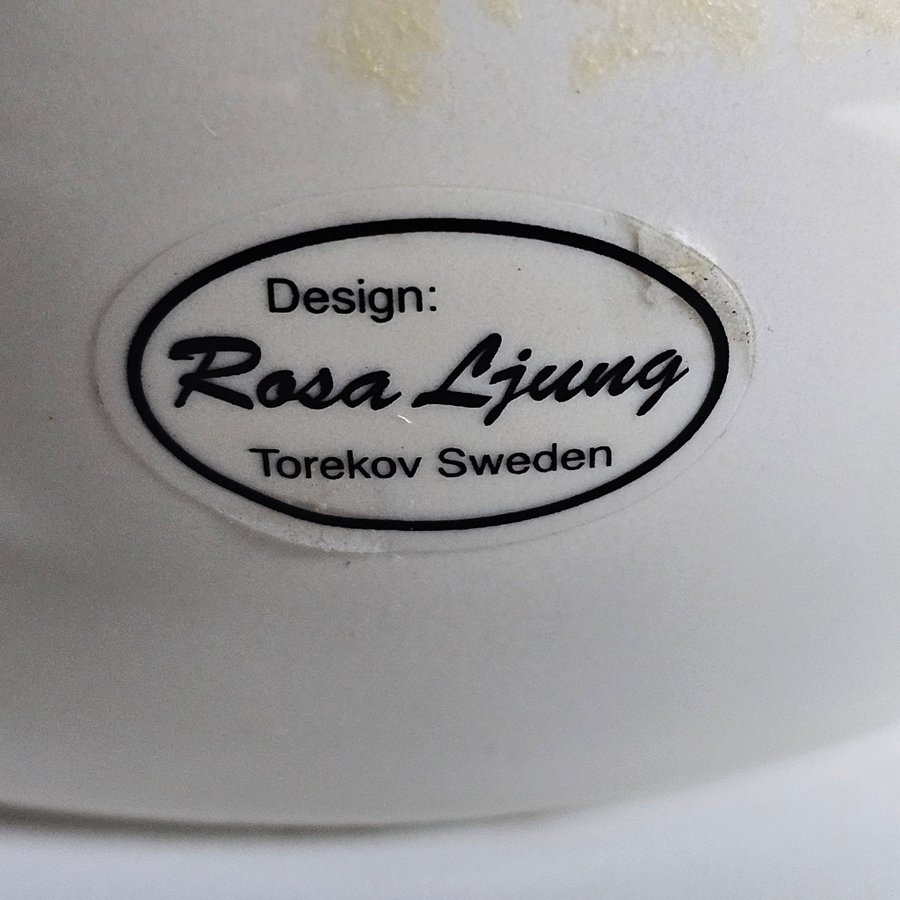 Design:
Rosa Ljung
Torekov Sweden